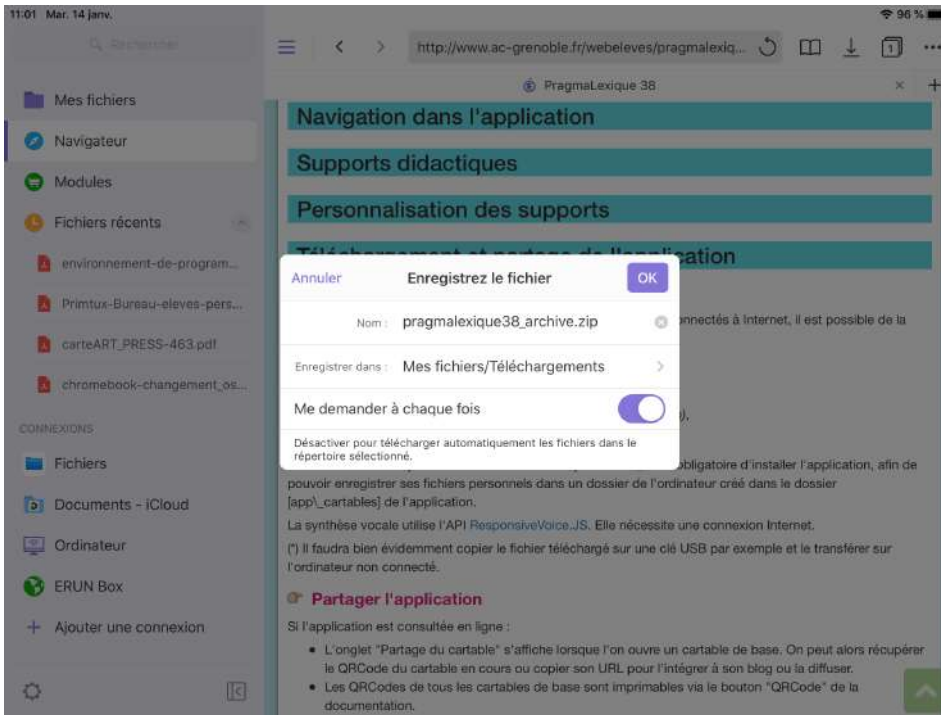 11:01 Mar. 14 janv.
96 %
Rechercher
http://www.ac-grenoble.fr/webeleves/pragmalexiq...
1
PragmaLexique 38
Mes fichiers
Navigateur
Modules
Fichiers récents
environnement-de-program...
Primtux-Bureau-eleves-pers...
carteART_PRESS-463.pdf
chromebook-changement_os...
CONNEXIONS
Fichiers
Documents - iCloud
Ordinateur
ERUN Box
Ajouter une connexion
Navigation dans l'application
Supports didactiques
Personnalisation des supports
Téléchargement et partage de l'application
Annuler
Enregistrez le fichier
OK
Nom : pragmalexique38_archive.zip
Enregistrer dans : Mes fichiers/Téléchargements
Me demander à chaque fois
Désactiver pour télécharger automatiquement les fichiers dans le
répertoire sélectionné.
onnectés à Internet, il est possible de la
obligatoire d'installer l'application, afin de
pouvoir enregistrer ses fichiers personnels dans un dossier de l'ordinateur créé dans le dossier
[app\_cartables] de l'application.
La synthèse vocale utilise l'API ResponsiveVoice.JS. Elle nécessite une connexion Internet.
(*) Il faudra bien évidemment copier le fichier téléchargé sur une clé USB par exemple et le transférer sur
l'ordinateur non connecté.
Partager l'application
Si l'application est consultée en ligne :
L'onglet "Partage du cartable" s'affiche lorsque l'on ouvre un cartable de base. On peut alors récupérer
le QRCode du cartable en cours ou copier son URL pour l'intégrer à son blog ou la diffuser.
Les QRCodes de tous les cartables de base sont imprimables via le bouton "QRCode" de la
documentation.